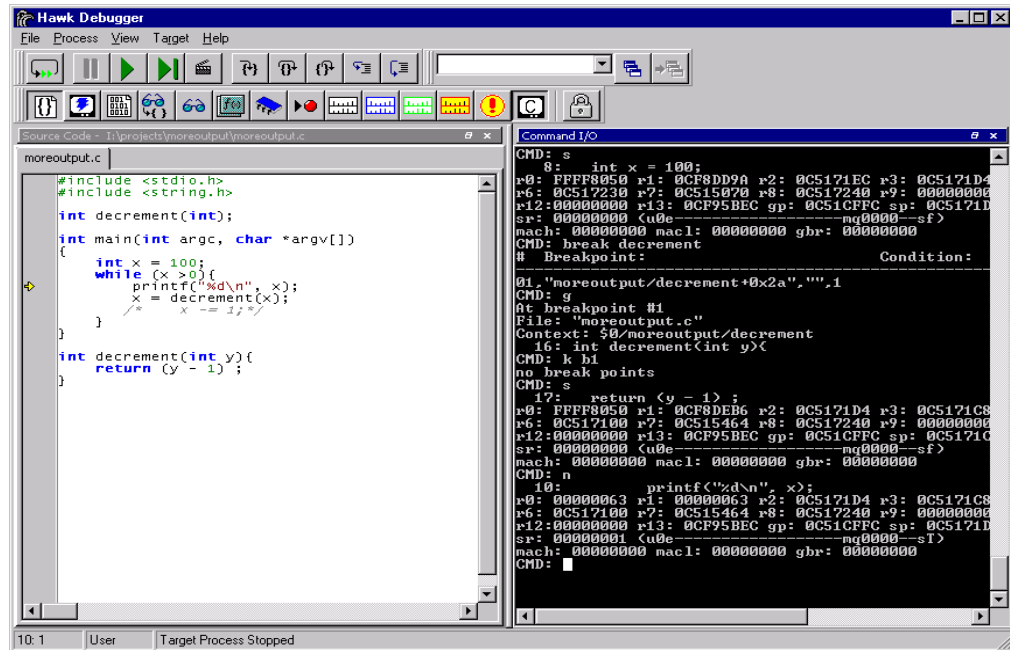 Hawk Debugger
File Process View Target Help
Source Code - I:\projects\moreoutput\moreoutput.c
moreoutput.c
#include <stdio.h>
#include <string.h>
int decrement(int);
int main(int argc, char *argv[])
{
int x = 100;
while (x >0){
printf("%d\n", x);
x = decrement(x);
/* x -= 1;*/
}
}
int decrement(int y){
return (y - 1) ;
}
Command I/O
CMD: s
8: int x = 100;
r0: FFFF8050 r1: 0CF8DD9A r2: 0C5171EC r3: 0C5171D4
r6: 0C517230 r7: 0C515070 r8: 0C517240 r9: 00000000
r12:00000000 r13: 0CF95BEC gp: 0C51CFFC sp: 0C5171D
sr: 00000000 (u0e-------------------mq0000--sf)
mach: 00000000 macl: 00000000 gbr: 00000000
CMD: break decrement
# Breakpoint: Condition:
01,"moreoutput/decrement+0x2a","",1
CMD: g
At breakpoint #1
File: "moreoutput.c"
Context: $0/moreoutput/decrement
16: int decrement(int y){
CMD: k b1
no break points
CMD: s
17: return (y - 1) ;
r0: FFFF8050 r1: 0CF8DEB6 r2: 0C5171D4 r3: 0C5171C8
r6: 0C517100 r7: 0C515464 r8: 0C517240 r9: 00000000
r12:00000000 r13: 0CF95BEC gp: 0C51CFFC sp: 0C5171C
sr: 00000000 (u0e-------------------mq0000--sf)
mach: 00000000 macl: 00000000 gbr: 00000000
CMD: n
10: printf("%d\n", x);
r0: 00000063 r1: 00000063 r2: 0C5171D4 r3: 0C5171C8
r6: 0C517100 r7: 0C515464 r8: 0C517240 r9: 00000000
r12:00000000 r13: 0CF95BEC gp: 0C51CFFC sp: 0C5171D
sr: 00000001 (u0e-------------------mq0000--sT)
mach: 00000000 macl: 00000000 gbr: 00000000
CMD:
10: 1 User Target Process Stopped